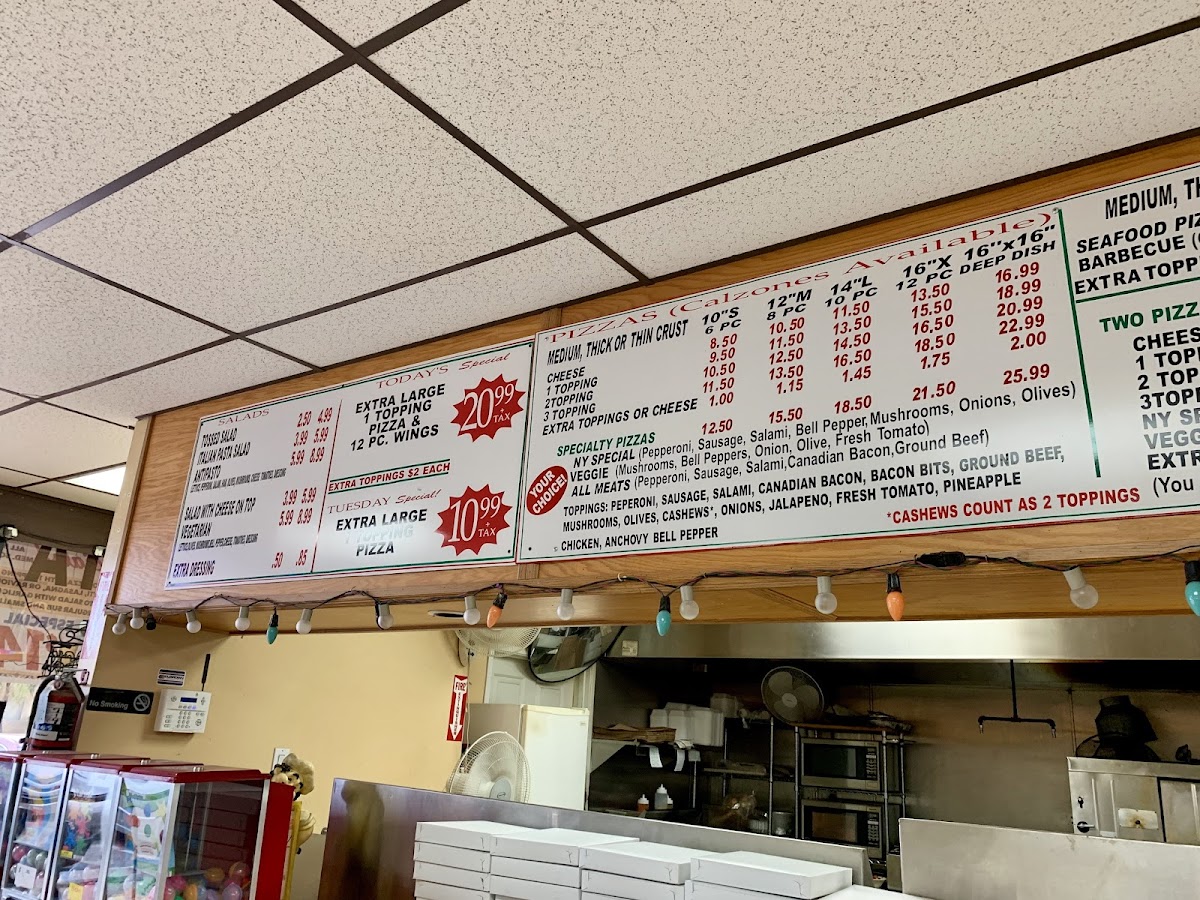 SALADS
TOSSED SALAD 2.50 4.99
ITALIAN PASTA SALAD 3.99 5.99
ANTIPASTO 5.99 8.99
SALAD WITH CHEESE ON TOP 3.99 5.99
VEGETARIAN 5.99 8.99
EXTRA DRESSING .50 .85
TODAY'S Special
EXTRA LARGE
1 TOPPING
PIZZA &
12 PC. WINGS
20.99
+
TAX
EXTRA TOPPINGS $2 EACH
TUESDAY Special!
EXTRA LARGE
1 TOPPING
PIZZA
10.99
+
TAX
*PIZZAS (Calzones Available)*
MEDIUM, THICK OR THIN CRUST 10"S 12"M 14"L 16"X 16"x16"
6 PC 8 PC 10 PC 12 PC DEEP DISH
CHEESE 8.50 10.50 11.50 13.50 16.99
1 TOPPING 9.50 11.50 13.50 15.50 18.99
2TOPPING 10.50 12.50 14.50 16.50 20.99
3 TOPPING 11.50 13.50 16.50 18.50 22.99
EXTRA TOPPINGS OR CHEESE 1.00 1.15 1.45 1.75 2.00
SPECIALTY PIZZAS 12.50 15.50 18.50 21.50 25.99
YOUR
CHOICE!
NY SPECIAL (Pepperoni, Sausage, Salami, Bell Peper, Mushrooms, Onions, Olives)
VEGGIE (Mushrooms, Bell Peppers, Onion, Olive, Fresh Tomato)
ALL MEATS (Pepperoni, Sausage, Salami,Canadian Bacon,Ground Beef)
TOPPINGS: PEPERONI, SAUSAGE, SALAMI, CANADIAN BACON, BACON BITS, GROUND BEEF,
MUSHROOMS, OLIVES, CASHEWS*, ONIONS, JALAPENO, FRESH TOMATO, PINEAPPLE
CHICKEN, ANCHOVY BELL PEPPER
*CASHEWS COUNT AS 2 TOPPINGS
MEDIUM, TH
SEAFOOD PIZ
BARBECUE (
EXTRA TOPP
TWO PIZZ
CHEES
1 TOPP
2 TOP
3TOP
NY SP
VEGG
EXTR
(You
No Smoking
FIRE